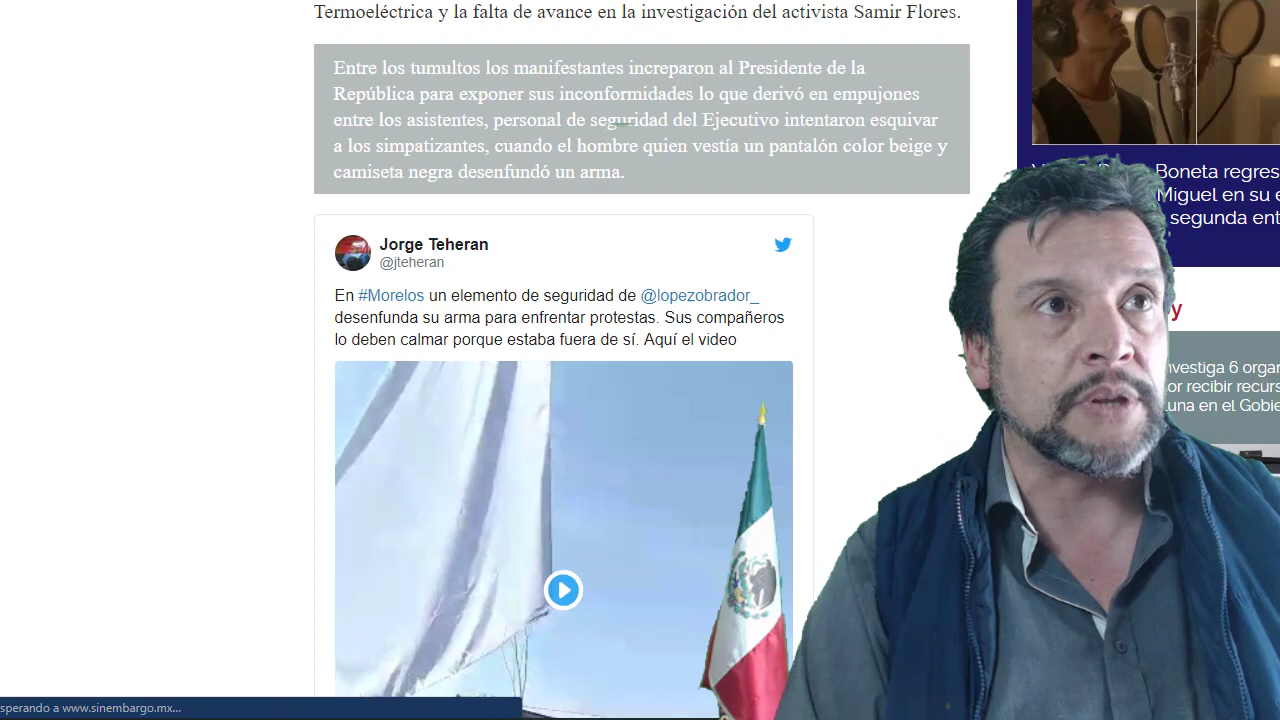 Termoeléctrica y la falta de avance en la investigación del activista Samir Flores.
Entre los tumultos los manifestantes increparon al Presidente de la
República para exponer sus inconformidades lo que derivó en empujones
entre los asistentes, personal de seguridad del Ejecutivo intentaron esquivar
a los simpatizantes, cuando el hombre quien vestía un pantalón color beige y
camiseta negra desenfundó un arma.
Jorge Teheran
@jteheran
En #Morelos un elemento de seguridad de @lopezobrador_
desenfunda su arma para enfrentar protestas. Sus compañeros
lo deben calmar porque estaba fuera de sí. Aquí el video
Boneta regres
Miguel en su e
segunda ent
y
nvestiga 6 organ
or recibir recurs
una en el Gobie
sperando a www.sinembargo.mx...